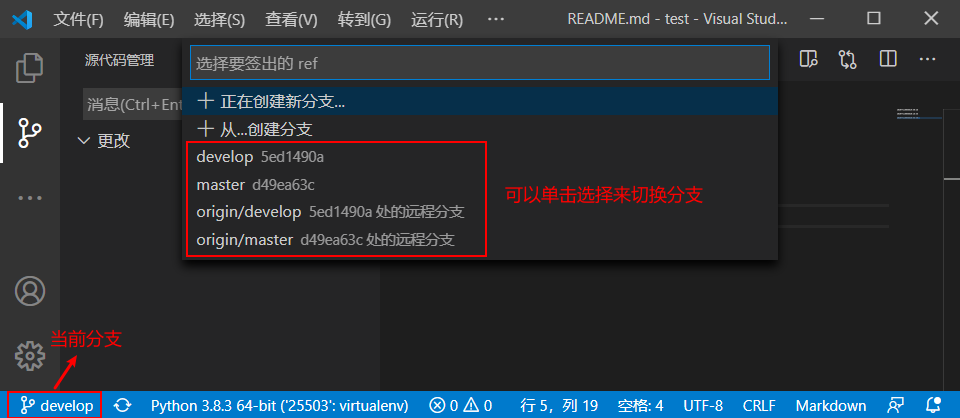 文件(F) 编辑(E) 选择(S) 查看(V) 转到(G) 运行(R) ··· README.md - test - Visual Stud...
源代码管理
选择要签出的 ref
消息(Ctrl+Ent
正在创建新分支...
更改
从...创建分支
develop 5ed1490a
master d49ea63c
可以单击选择来切换分支
origin/develop 5ed1490a 处的远程分支
origin/master d49ea63c 处的远程分支
当前分支
develop Python 3.8.3 64-bit ('25503': virtualenv) 0 0 行 5，列 19 空格: 4 UTF-8 CRLF Markdown